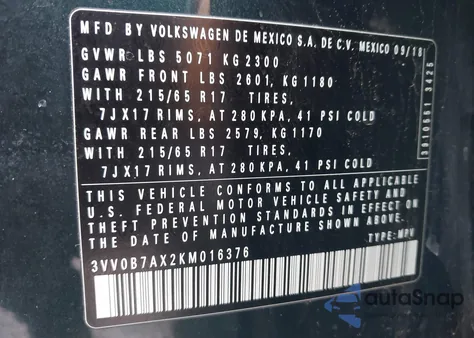 MFD BY VOLKSWAGEN DE MEXICO S.A. DE C.V. MEXICO 09/18
GVWR LBS 5071 KG 2300
GAWR FRONT LBS 2601, KG 1180
WITH 215/65 R17 TIRES,
7JX17 RIMS, AT 280 KPA, 41 PSI COLD
GAWR REAR LBS 2579, KG 1170
WITH 215/65 R17 TIRES,
7JX17 RIMS, AT 280 KPA, 41 PSI COLD
THIS VEHICLE CONFORMS TO ALL APPLICABLE
U.S. FEDERAL MOTOR VEHICLE SAFETY AND
THEFT PREVENTION STANDARDS IN EFFECT ON
THE DATE OF MANUFACTURE SHOWN ABOVE.
3VV0B7AX2KM016376
TYPE: MPV
3910551 3425
autoSnap